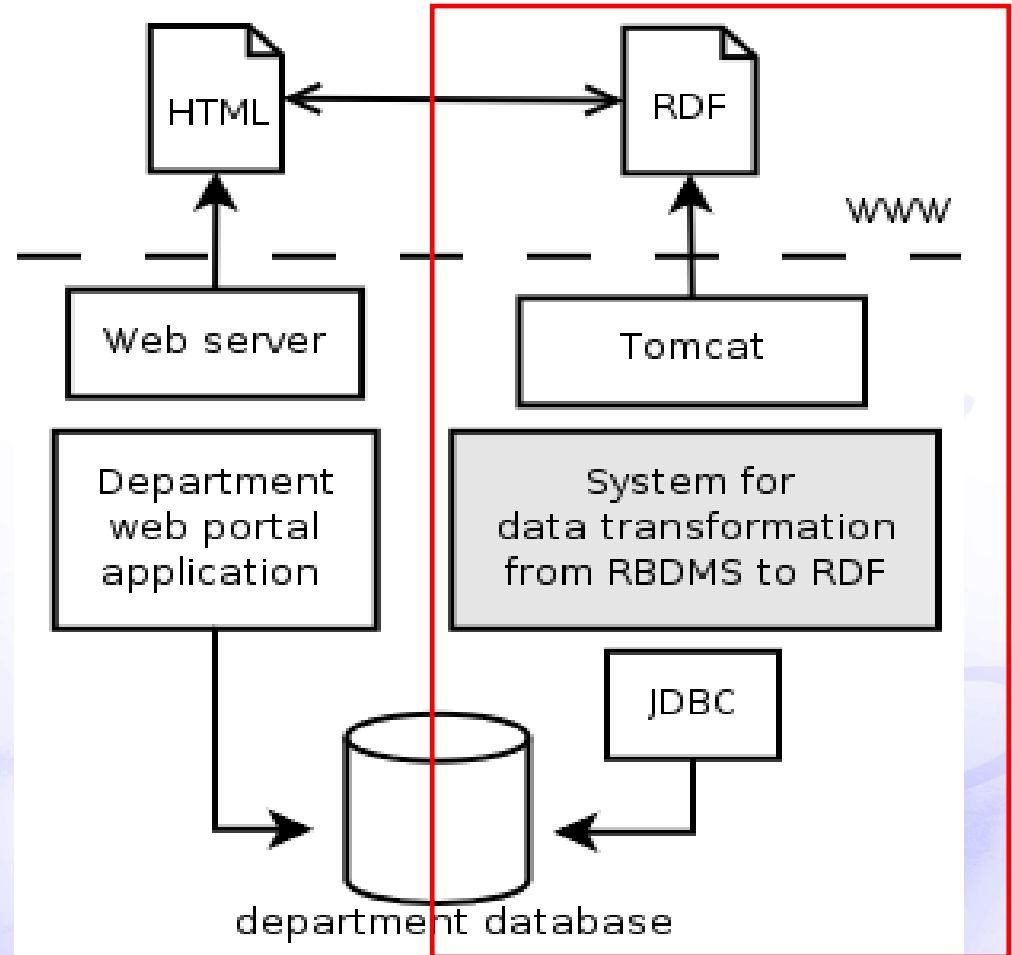 HTML
RDF
WWW
Web server
Tomcat
Department
web portal
application
System for
data transformation
from RBDMS to RDF
JDBC
department database